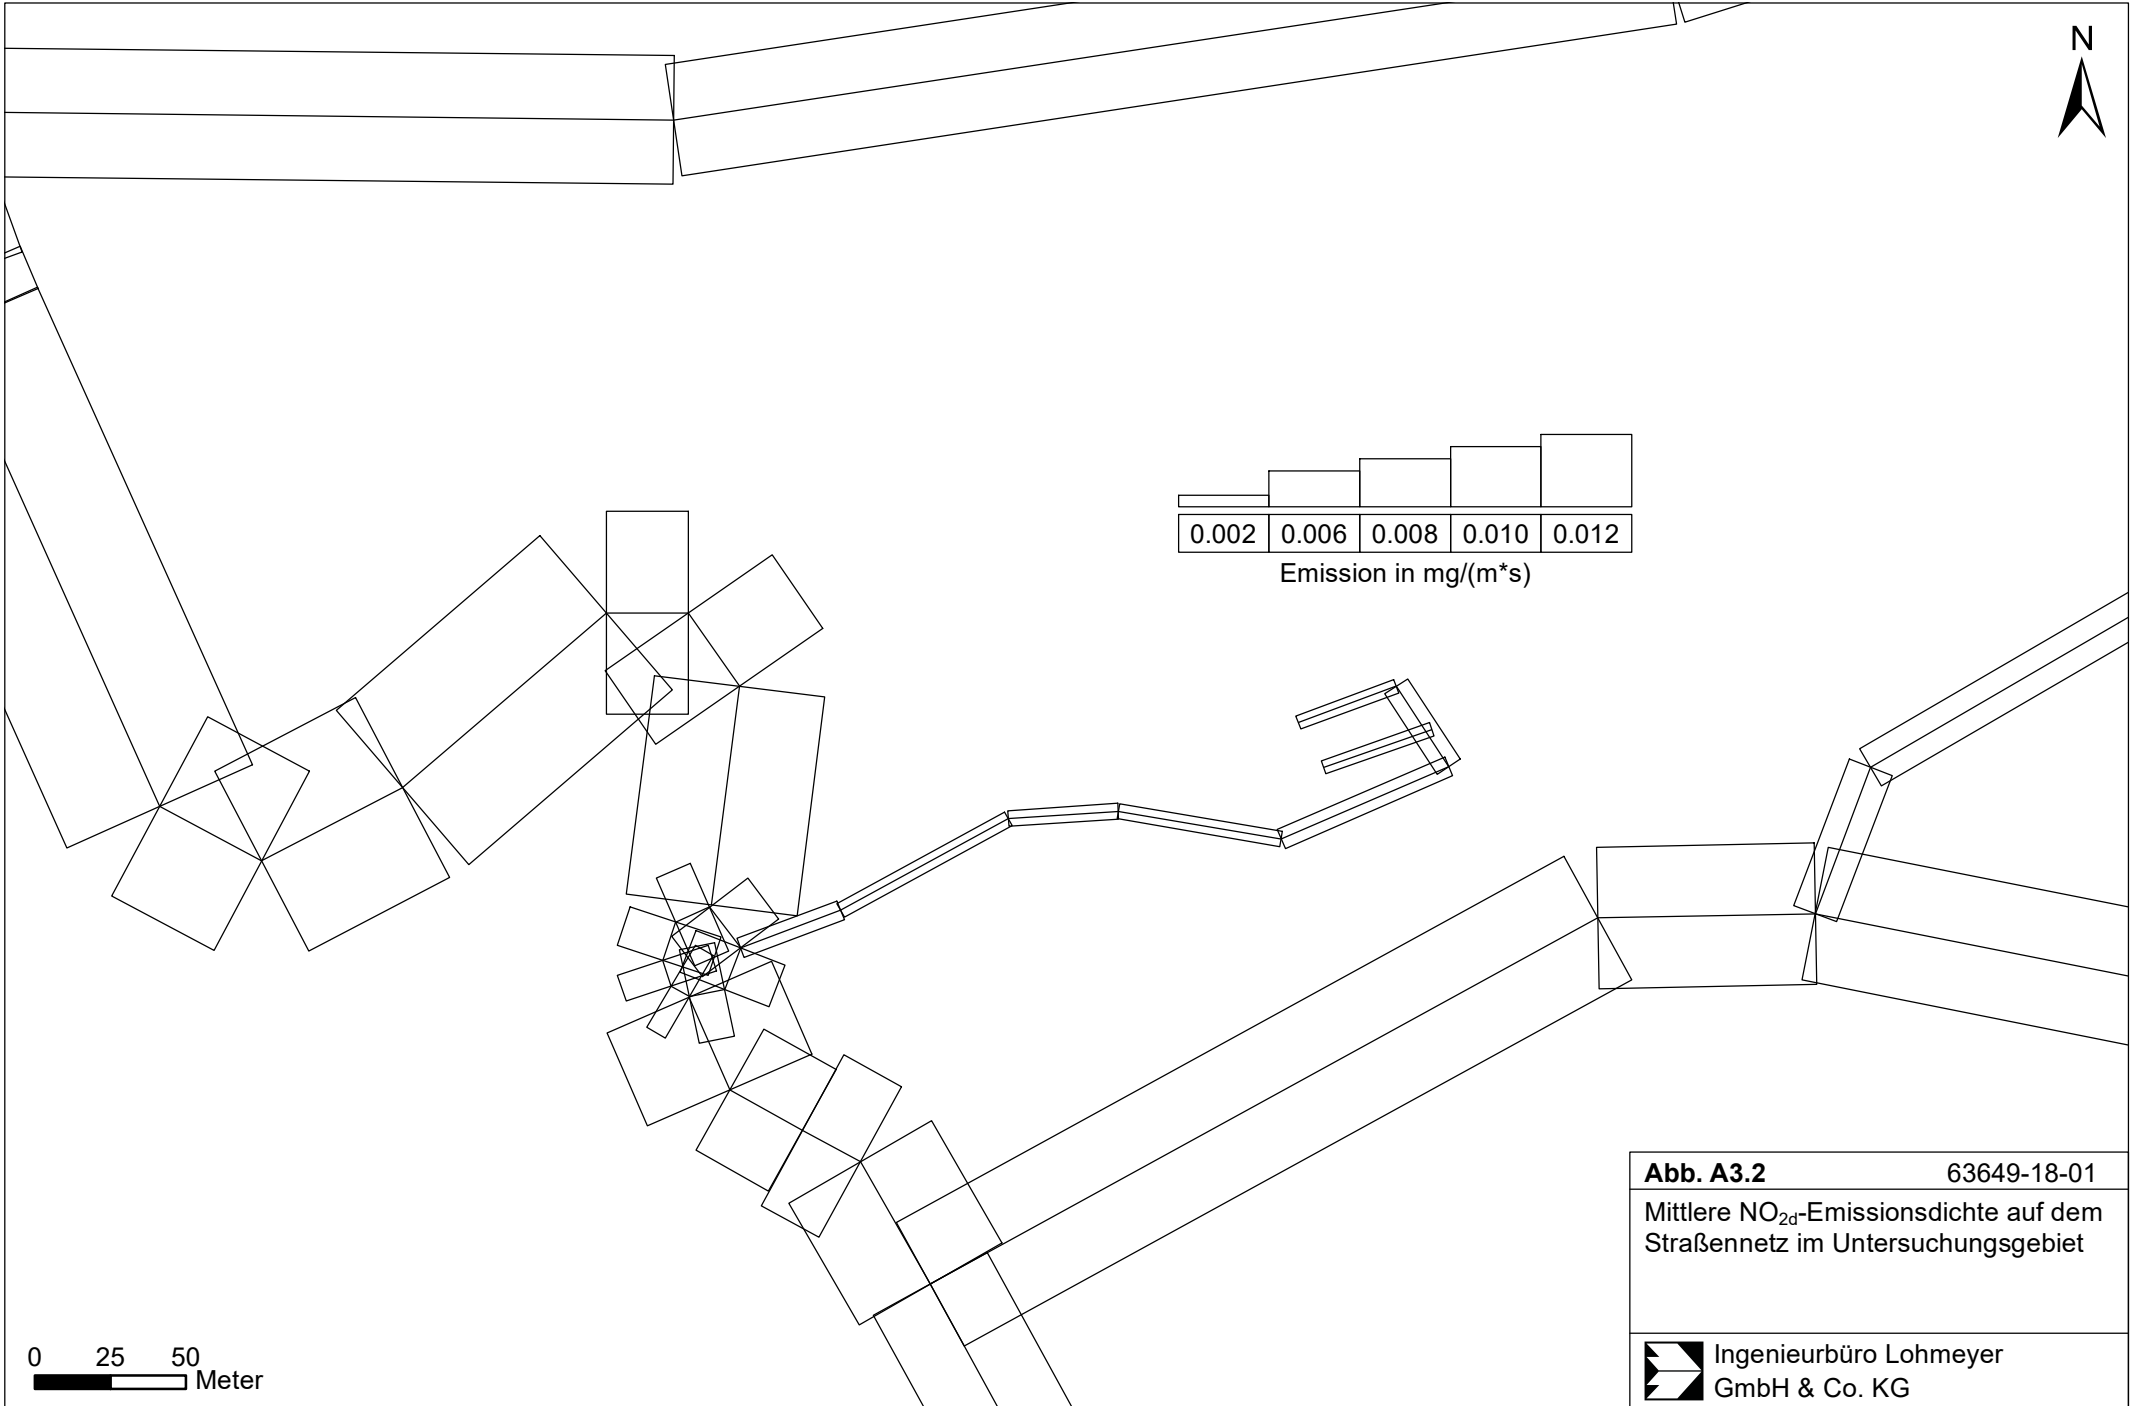 N
0.002 0.006 0.008 0.010 0.012
Emission in mg/(m*s)
Abb. A3.2 63649-18-01
Mittlere NO2d-Emissionsdichte auf dem
Straßennetz im Untersuchungsgebiet
0 25 50
Meter
Ingenieurbüro Lohmeyer
GmbH & Co. KG